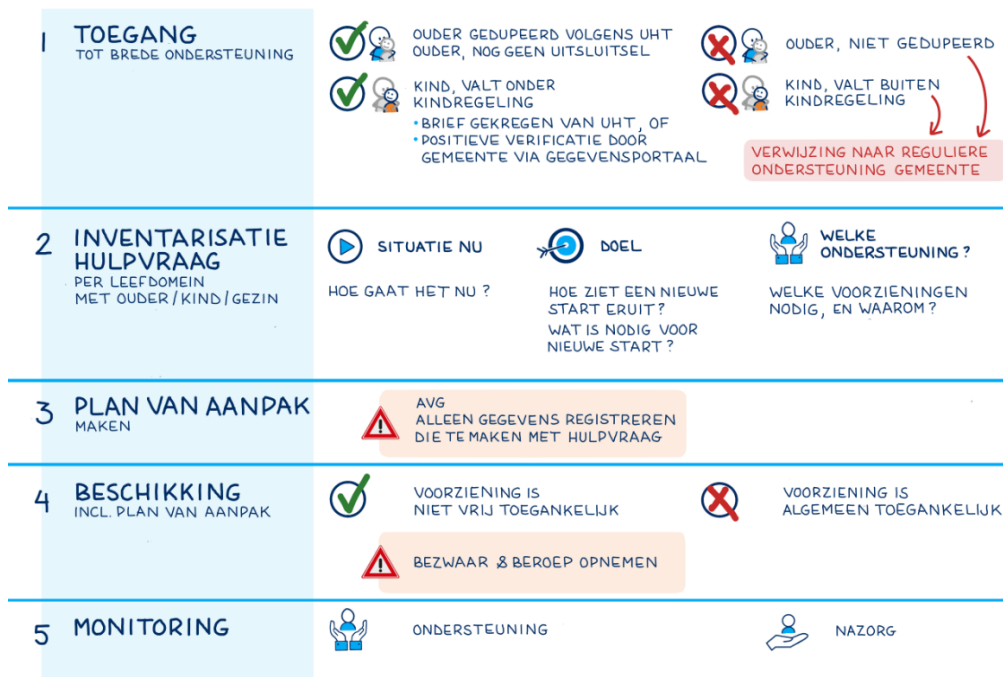 1 TOEGANG
TOT BREDE ONDERSTEUNING
OUDER GEDUPEERD VOLGENS UHT
OUDER, NOG GEEN UITSLUITSEL
KIND, VALT ONDER
KINDREGELING
• BRIEF GEKREGEN VAN UHT, OF
• POSITIEVE VERIFICATIE DOOR
GEMEENTE VIA GEGEVENSPORTAAL
OUDER, NIET GEDUPEERD
KIND, VALT BUITEN
KINDREGELING
VERWIJZING NAAR REGULIERE
ONDERSTEUNING GEMEENTE
2 INVENTARISATIE
HULPVRAAG
PER LEEFDOMEIN
MET OUDER/KIND/GEZIN
SITUATIE NU
HOE GAAT HET NU?
DOEL
HOE ZIET EEN NIEUWE
START ERUIT?
WAT IS NODIG VOOR
NIEUWE START?
WELKE
ONDERSTEUNING?
WELKE VOORZIENINGEN
NODIG, EN WAAROM?
3 PLAN VAN AANPAK
MAKEN
AVG
ALLEEN GEGEVENS REGISTREREN
DIE TE MAKEN MET HULPVRAAG
4 BESCHIKKING
INCL. PLAN VAN AANPAK
VOORZIENING IS
NIET VRIJ TOEGANKELIJK
VOORZIENING IS
ALGEMEEN TOEGANKELIJK
BEZWAAR & BEROEP OPNEMEN
5 MONITORING
ONDERSTEUNING
NAZORG